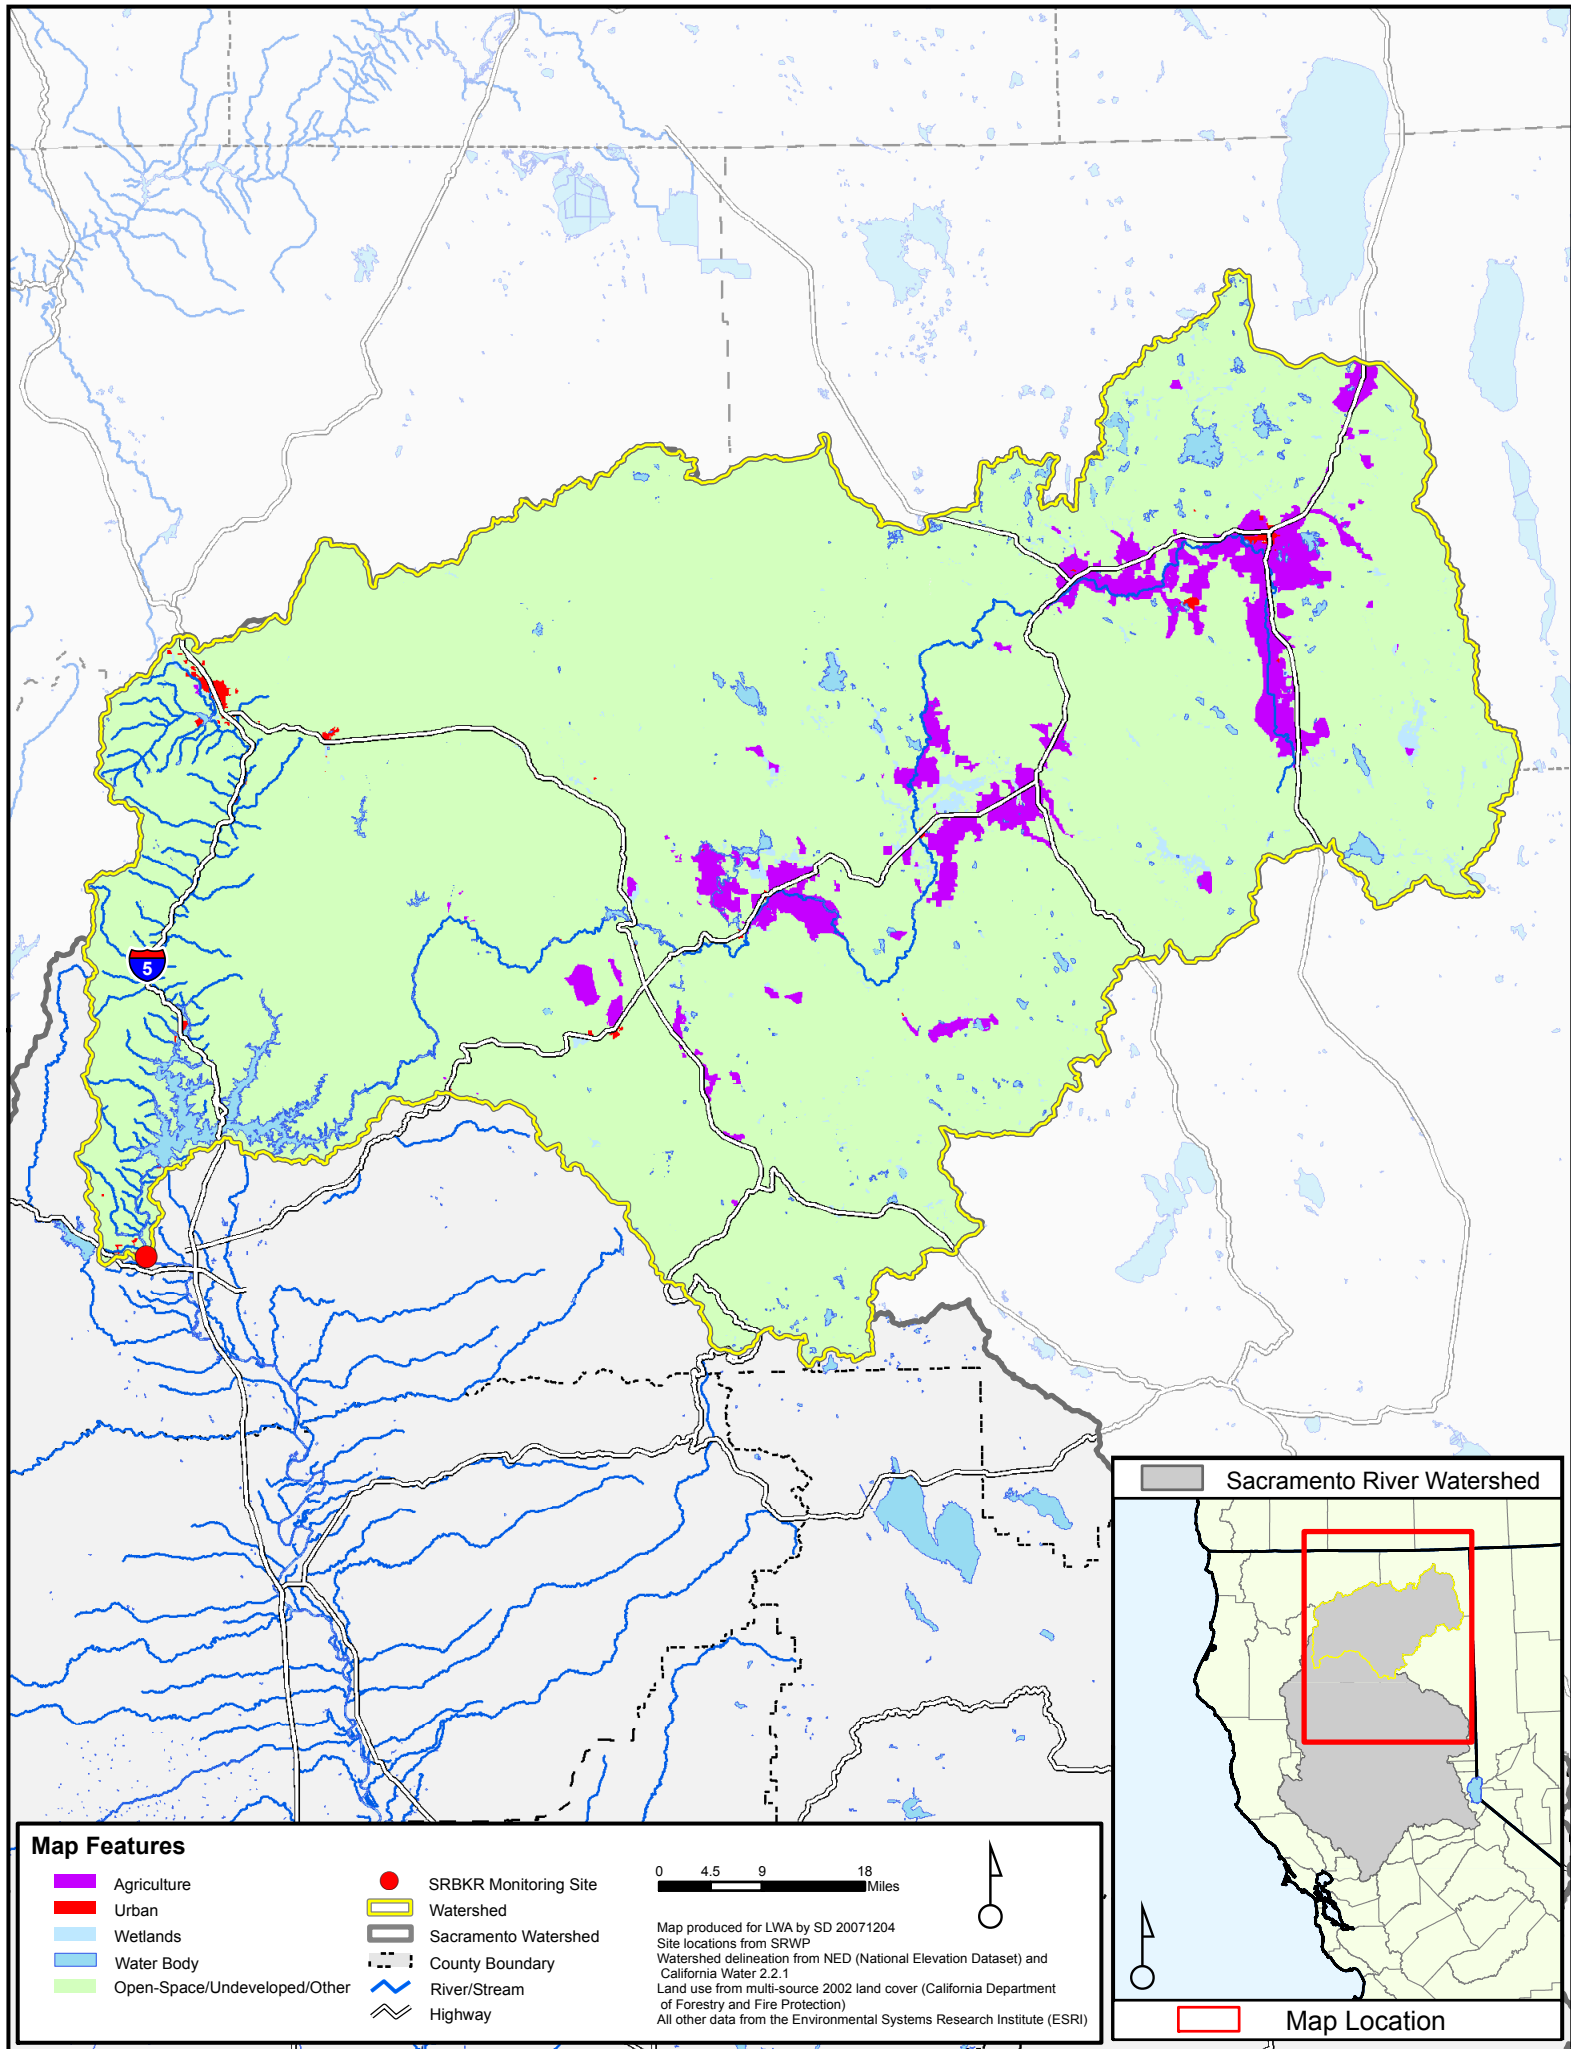 5
Sacramento River Watershed
Map Location
Map Features
Agriculture
Urban
Wetlands
Water Body
Open-Space/Undeveloped/Other
SRBKR Monitoring Site
Watershed
Sacramento Watershed
County Boundary
River/Stream
Highway
0 4.5 9 18
Miles
Map produced for LWA by SD 20071204
Site locations from SRWP
Watershed delineation from NED (National Elevation Dataset) and
California Water 2.2.1
Land use from multi-source 2002 land cover (California Department
of Forestry and Fire Protection)
All other data from the Environmental Systems Research Institute (ESRI)